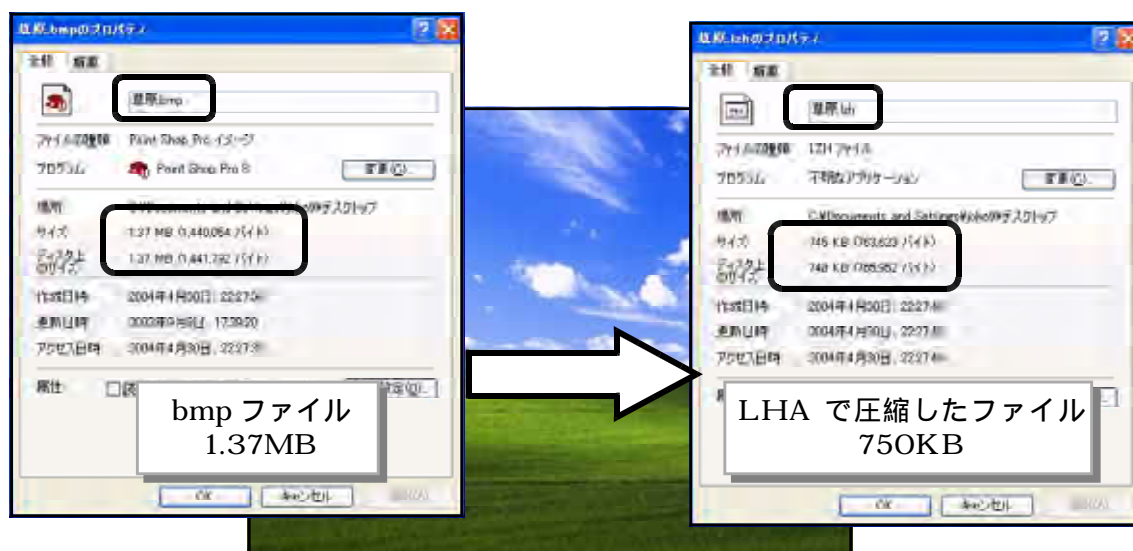 草原.bmpのプロパティ
全般 概要
草原.bmp
ファイルの種類 Paint Shop Pro イメージ
プログラム Paint Shop Pro 8 変更(C)...
場所
サイズ 1.37 MB (1,440,054 バイト)
ディスク上のサイズ 1.37 MB (1,441,792 バイト)
作成日時 2004年4月30日、
更新日時 17:39:20
アクセス日時 2004年4月30日、
属性
bmp ファイル
1.37MB
OK キャンセル
草原.lzhのプロパティ
全般 概要
草原.lzh
ファイルの種類 LZH ファイル
プログラム 不明なアプリケーション 変更(C)...
場所 C:¥Documents and Settings¥ デスクトップ
サイズ 745 KB
ディスク上のサイズ 748 KB
作成日時 2004年4月30日、
更新日時 2004年4月30日、
アクセス日時 2004年4月30日、
LHA で圧縮したファイル
750KB
OK キャンセル